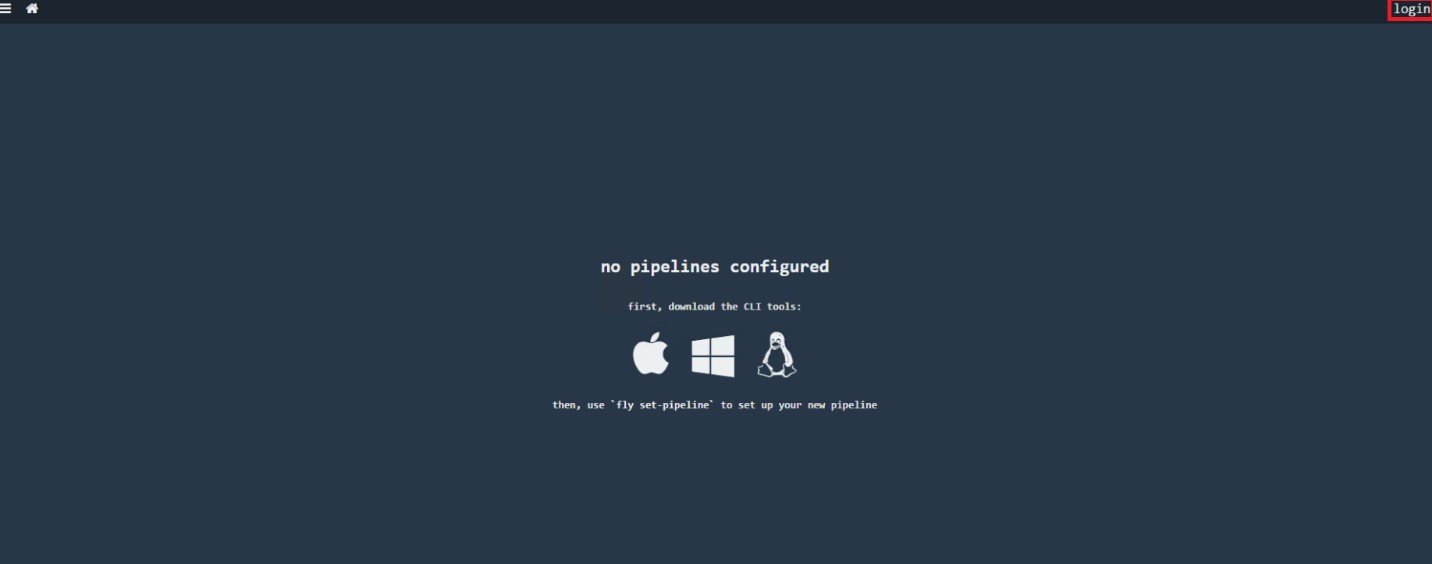 login
no pipelines configured
first, download the CLI tools:
then, use `fly set-pipeline` to set up your new pipeline